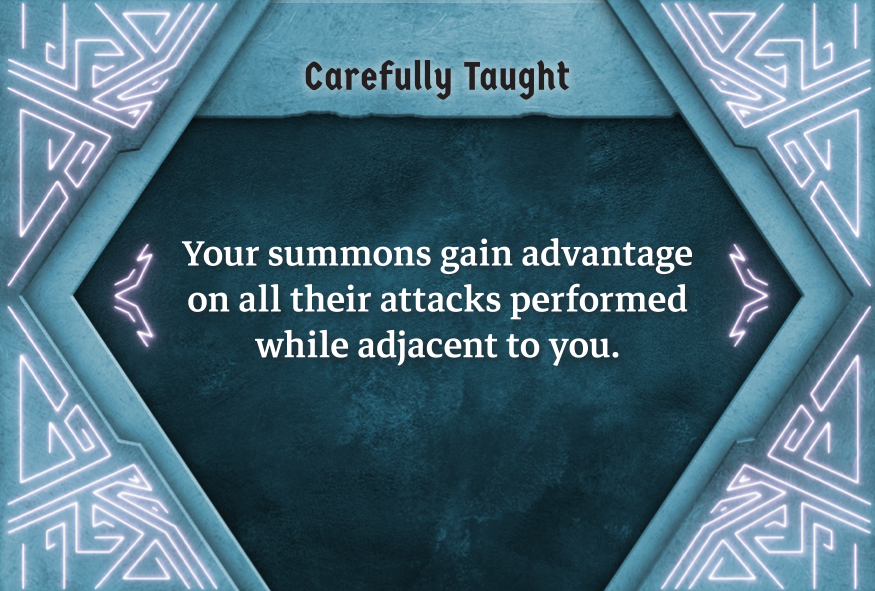 Carefully Taught
Your summons gain advantage
on all their attacks performed
while adjacent to you.